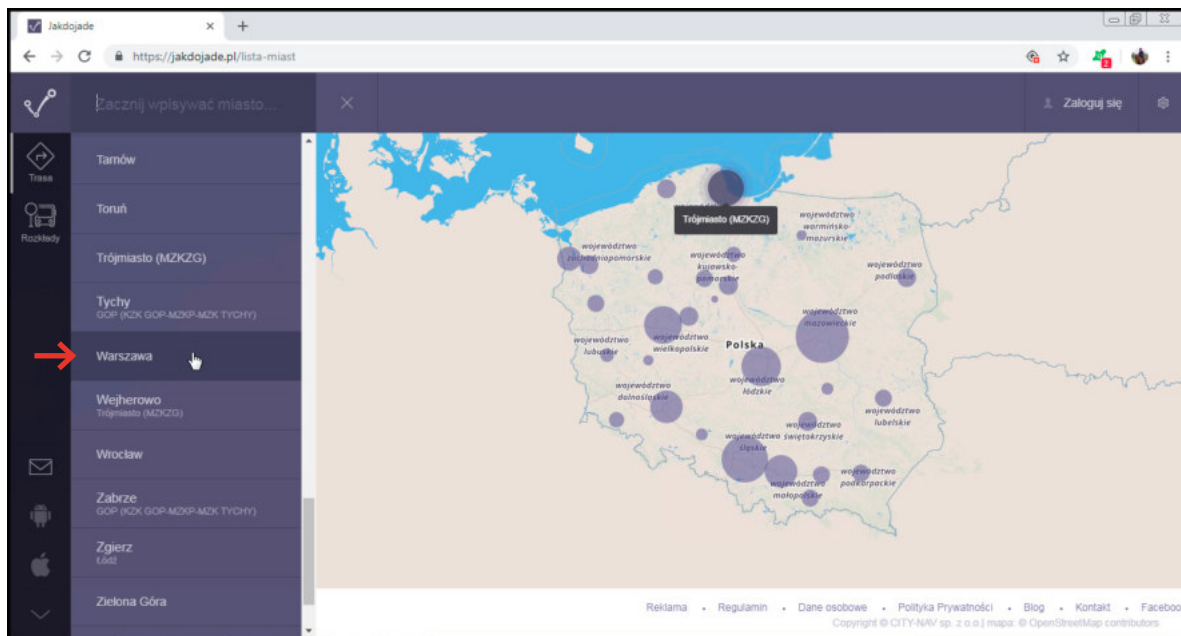 Jakdojade
https://jakdojade.pl/lista-miast
2
Zacznij wpisywać miasto...
Zaloguj się
Trasa
Rozkłady
Tarnów
Toruń
Trójmiasto (MZKZG)
Tychy
GOP (KZK GOP-MZKP-MZK TYCHY)
Warszawa
Wejherowo
Trójmiasto (MZKZG)
Wrocław
Zabrze
GOP (KZK GOP-MZKP-MZK TYCHY)
Zgierz
Łódź
Zielona Góra
Trójmiasto (MZKZG)
województwo
warmińsko-
mazurskie
województwo
zachodniopomorskie
województwo
kujawsko-
pomorskie
województwo
podlaskie
województwo
mazowieckie
województwo
lubuskie
województwo
wielkopolskie
Polska
województwo
łódzkie
województwo
dolnośląskie
województwo
lubelskie
województwo
świętokrzyskie
województwo
śląskie
województwo
podkarpackie
województwo
małopolskie
Reklama • Regulamin • Dane osobowe • Polityka Prywatności • Blog • Kontakt • Faceboo
Copyright © CITY-NAV sp. z o.o.| mapa: © OpenStreetMap contributors